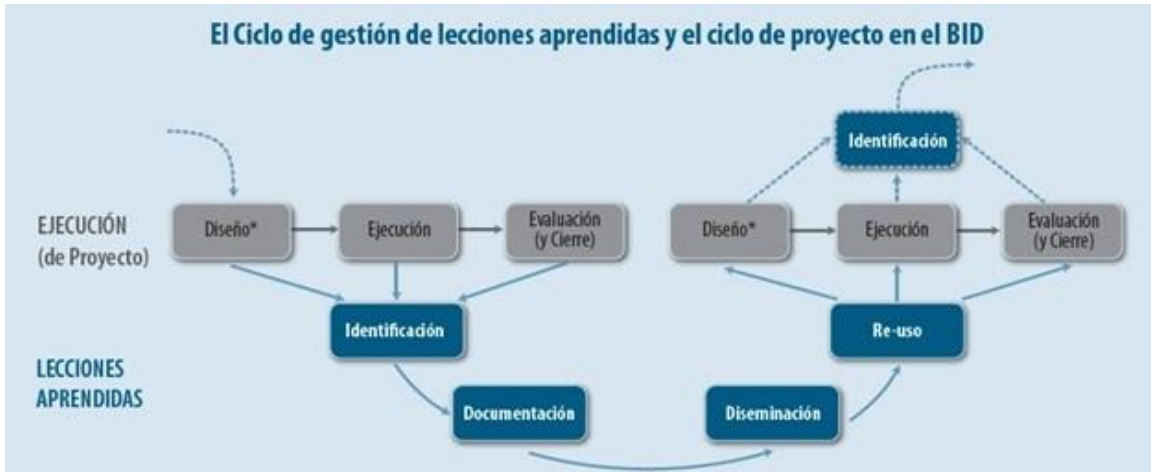 El Ciclo de gestión de lecciones aprendidas y el ciclo de proyecto en el BID
Identificación
EJECUCIÓN
(de Proyecto)
Diseño*
Ejecución
Evaluación
(y Cierre)
Diseño*
Ejecución
Evaluación
(y Cierre)
Identificación
Re-uso
LECCIONES
APRENDIDAS
Documentación
Diseminación